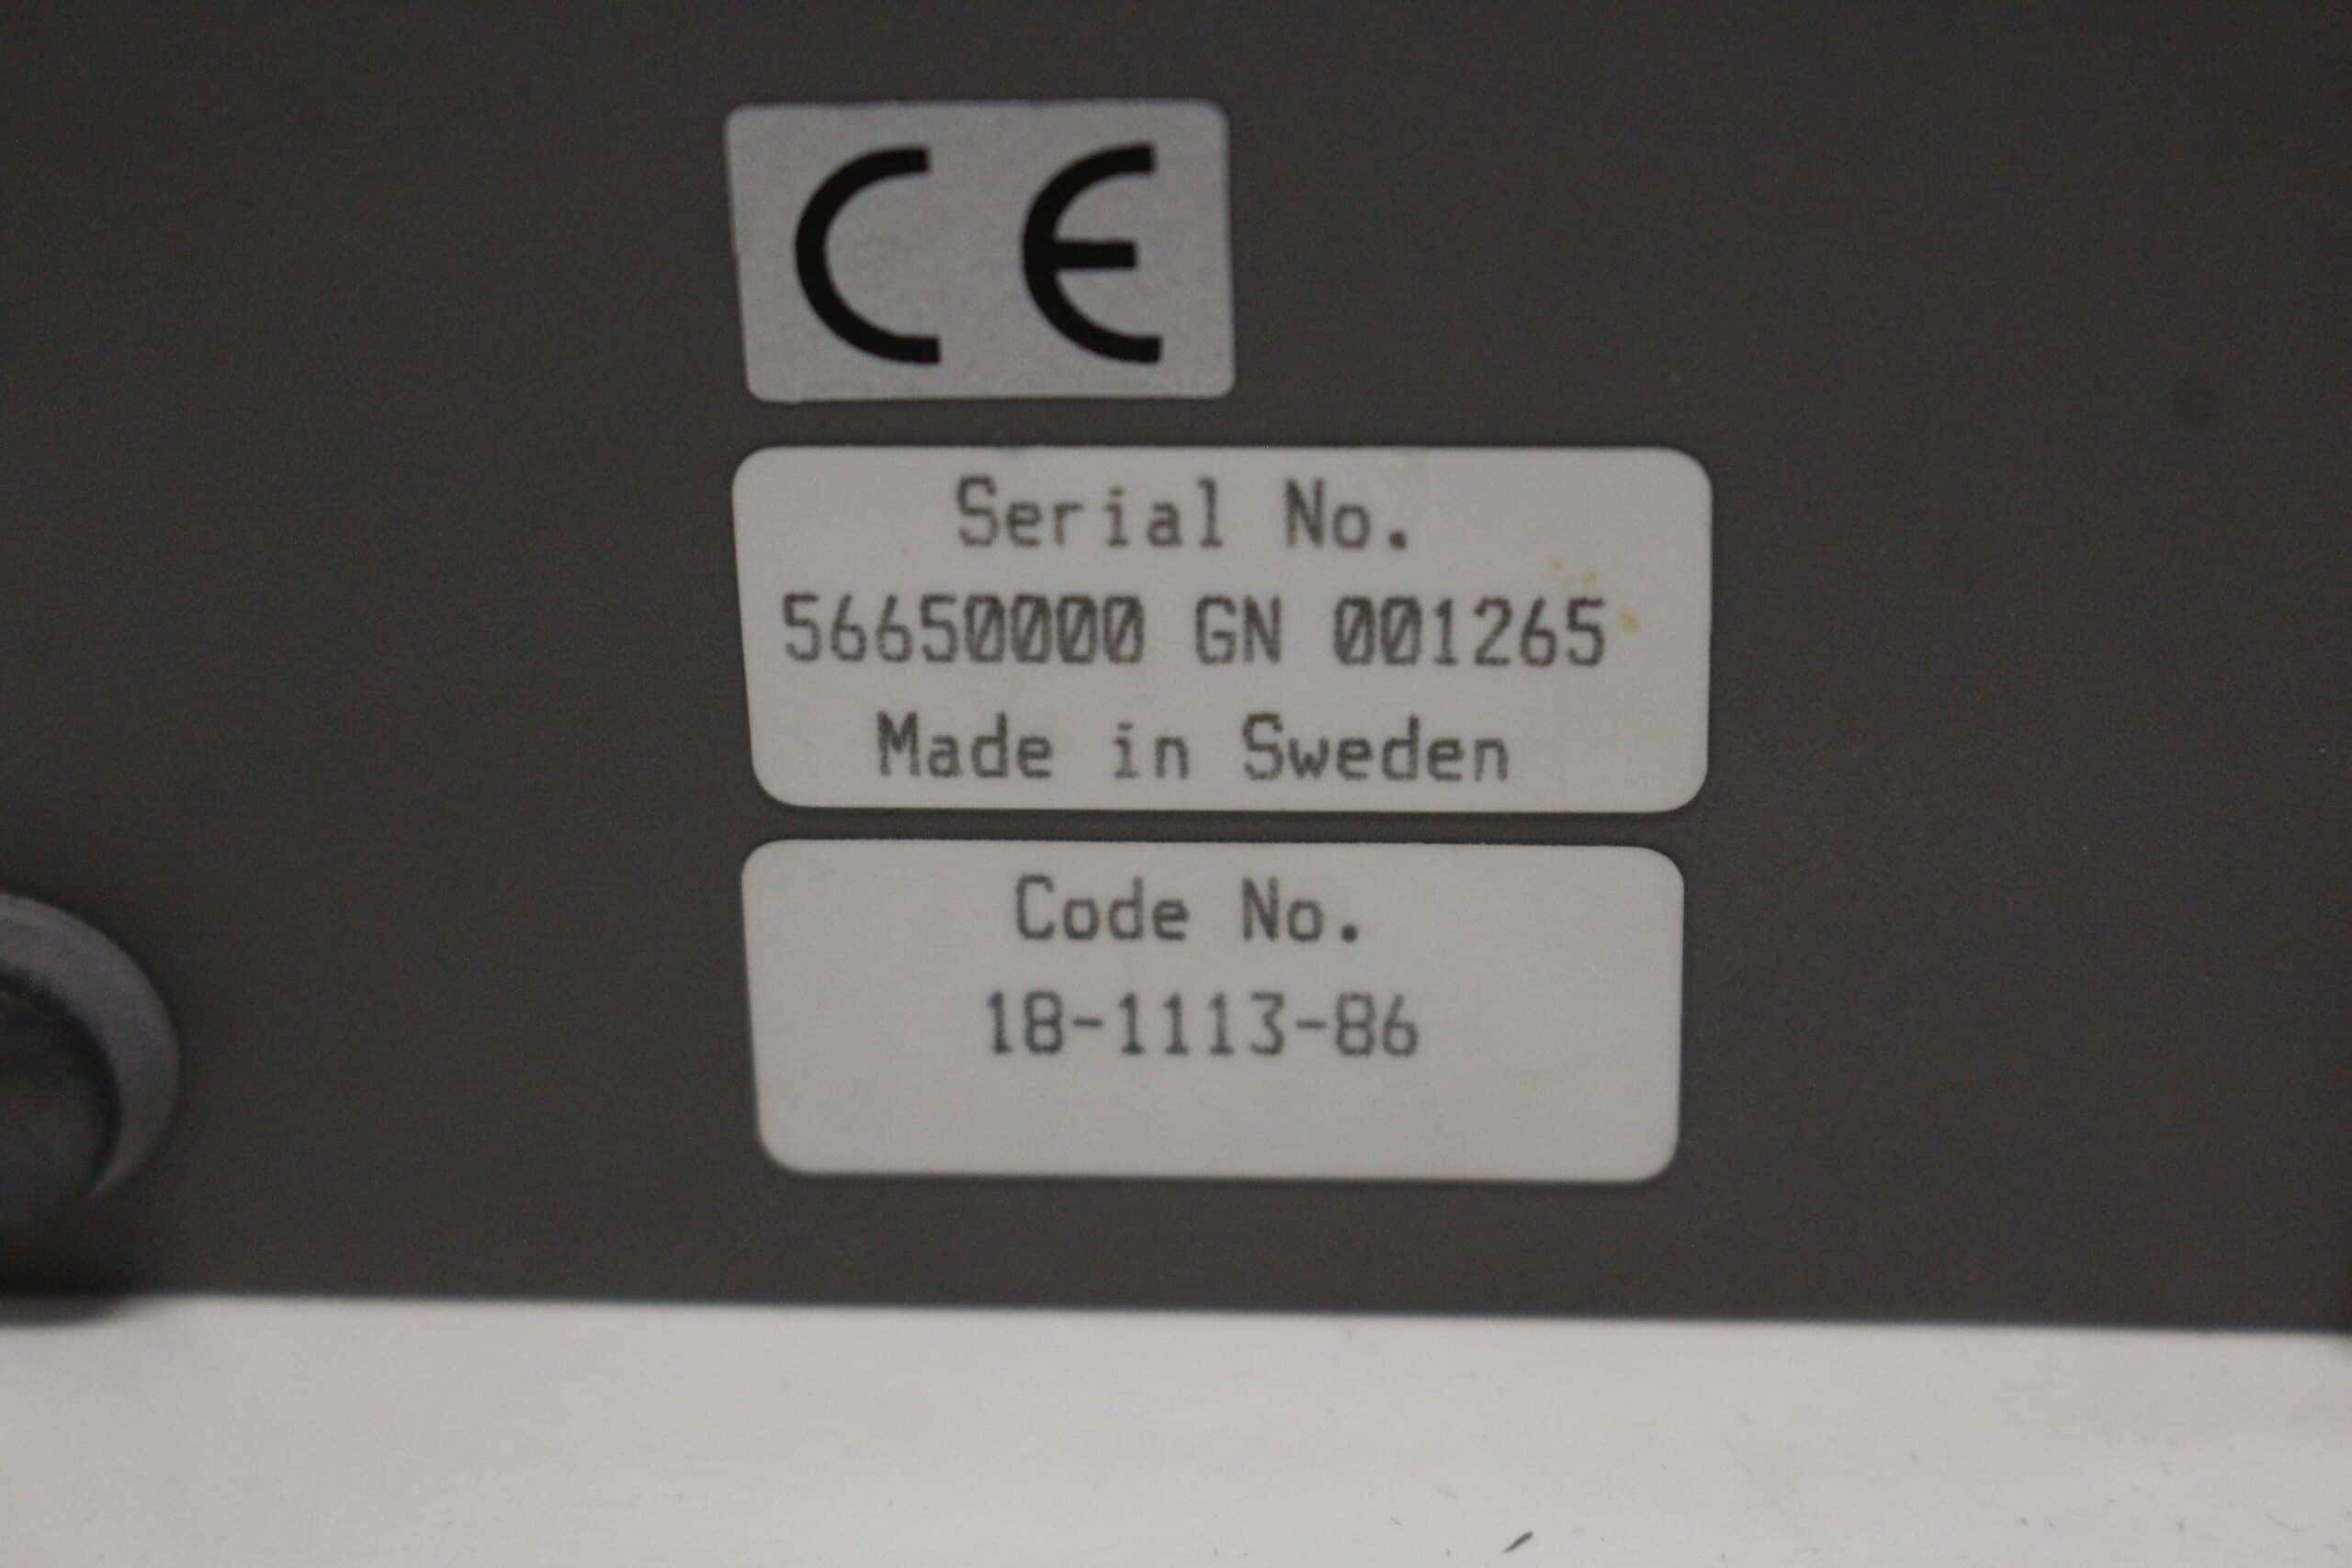 CE
Serial No.
56650000 GN 001265
Made in Sweden
Code No.
18-1113-86